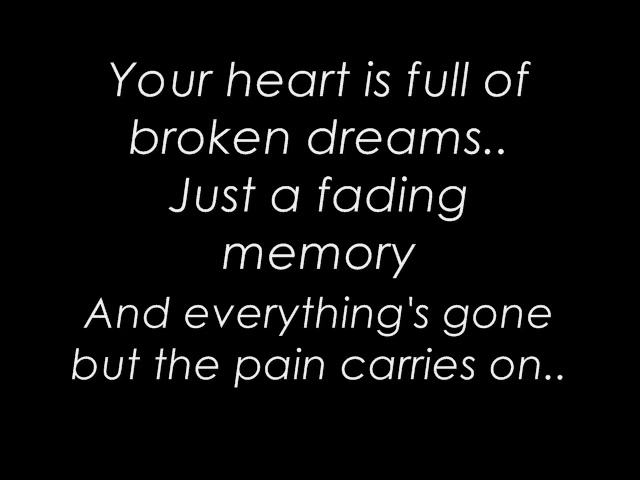 Your heart is full of
broken dreams..
Just a fading
memory
And everything's gone
but the pain carries on..